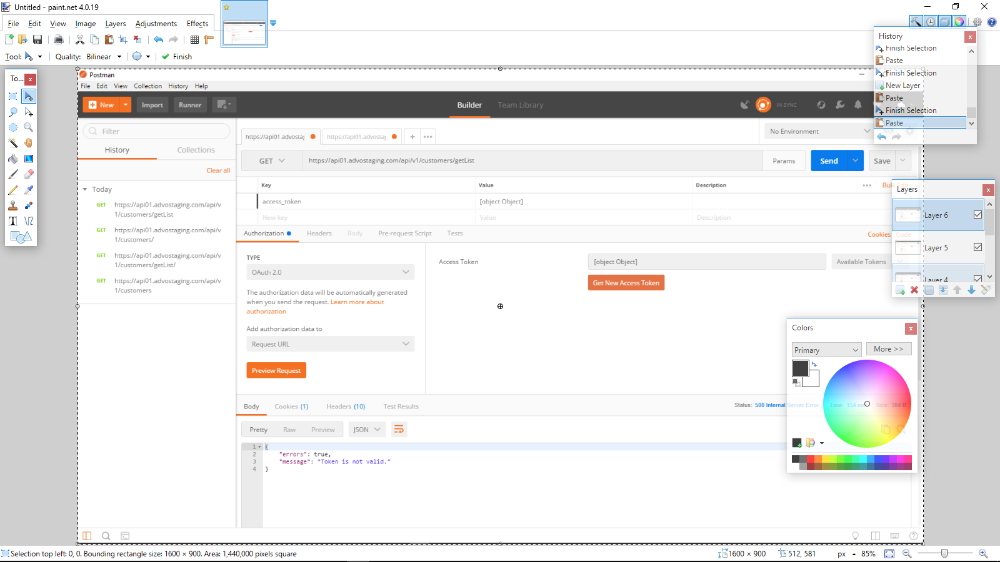 Untitled - paint.net 4.0.19
File Edit View Image Layers Adjustments Effects
Tool: Quality: Bilinear Finish
To... x
History x
Finish Selection
Paste
Finish Selection
New Layer
Paste
Finish Selection
Paste
Postman
File Edit View Collection History Help
New Import Runner Builder Team Library IN SYNC
Filter
History Collections
Clear all
Today
GET https://api01.advostaging.com/api/v
1/customers/getList
GET https://api01.advostaging.com/api/v
1/customers/
GET https://api01.advostaging.com/api/v
1/customers/getList/
GET https://api01.advostaging.com/api/v
1/customers
https://api01.advostag https://api01.advostag + ••• No Environment
GET https://api01.advostaging.com/api/v1/customers/getList Params Send Save
Key Value Description •••
access_token [object Object]
New key Value Description
Authorization Headers Body Pre-request Script Tests Cookies Code
TYPE
OAuth 2.0
The authorization data will be automatically generated
when you send the request. Learn more about
authorization
Add authorization data to
Request URL
Preview Request
Access Token [object Object] Available Tokens
Get New Access Token
Body Cookies (1) Headers (10) Test Results Status: 500 Internal Server Error Time: 154 ms Size: 384 B
Pretty Raw Preview JSON
1 {
2 "errors": true,
3 "message": "Token is not valid."
4 }
Layers x
Layer 6
Layer 5
Layer 4
Colors x
Primary More >>
Selection top left: 0, 0. Bounding rectangle size: 1600 × 900. Area: 1,440,000 pixels square 1600 × 900 512, 581 px 85%